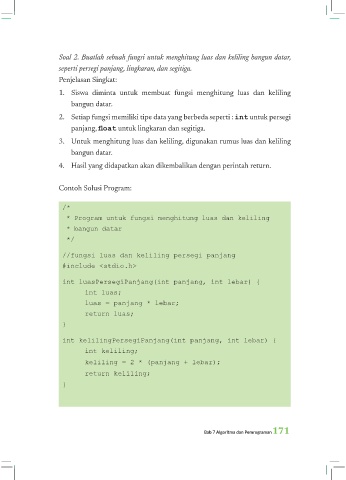 Soal 2. Buatlah sebuah fungsi untuk menghitung luas dan keliling bangun datar,
seperti persegi panjang, lingkaran, dan segitiga.
Penjelasan Singkat:
1. Siswa diminta untuk membuat fungsi menghitung luas dan keliling
bangun datar.
2. Setiap fungsi memiliki tipe data yang berbeda seperti : int untuk persegi
panjang, float untuk lingkaran dan segitiga.
3. Untuk menghitung luas dan keliling, digunakan rumus luas dan keliling
bangun datar.
4. Hasil yang didapatkan akan dikembalikan dengan perintah return.
Contoh Solusi Program:
/*
* Program untuk fungsi menghitung luas dan keliling
* bangun datar
*/
//fungsi luas dan keliling persegi panjang
#include <stdio.h>
int luasPersegiPanjang(int panjang, int lebar) {
int luas;
luas = panjang * lebar;
return luas;
}
int kelilingPersegiPanjang(int panjang, int lebar) {
int keliling;
keliling = 2 * (panjang + lebar);
return keliling;
}
Bab 7 Algoritma dan Pemrograman 171